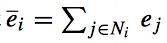 ē_i = ∑_{j∈N_i} e_j